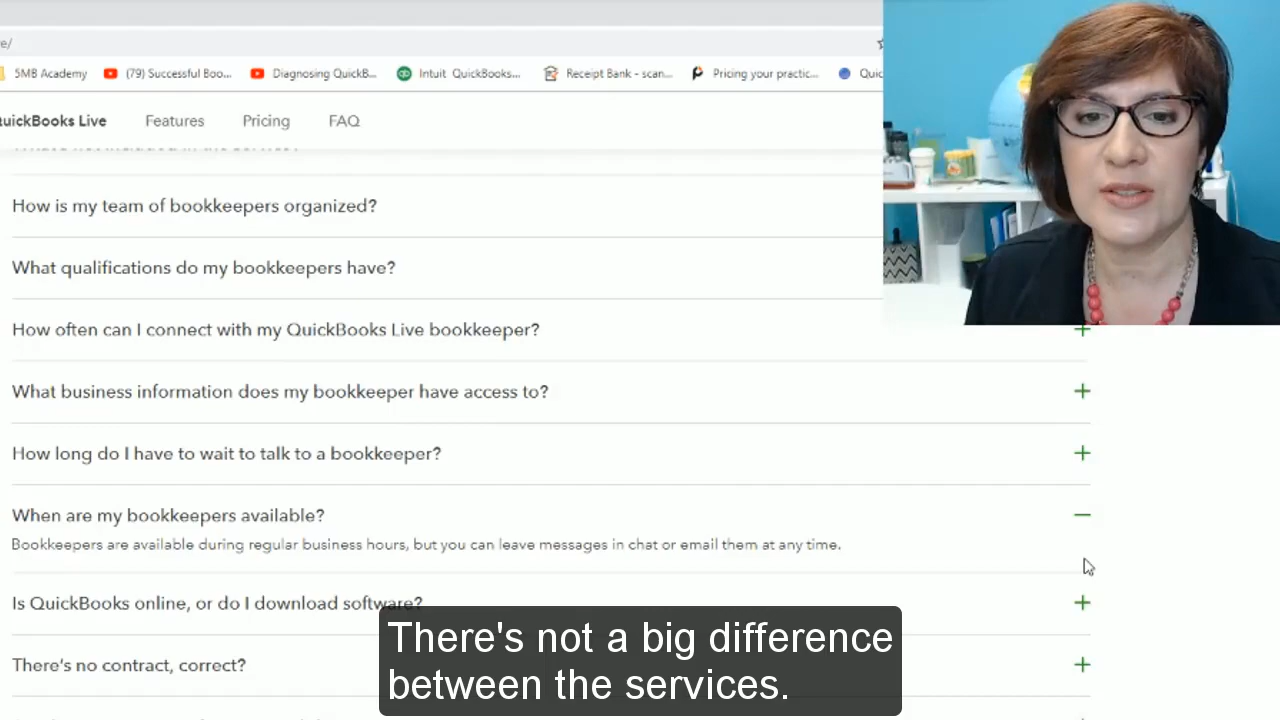 e/
5MB Academy (79) Successful Boo... Diagnosing QuickB... Intuit QuickBooks... Receipt Bank - scan... Pricing your practic... Quic
QuickBooks Live Features Pricing FAQ
How is my team of bookkeepers organized?
What qualifications do my bookkeepers have?
How often can I connect with my QuickBooks Live bookkeeper?
What business information does my bookkeeper have access to?
How long do I have to wait to talk to a bookkeeper?
When are my bookkeepers available?
Bookkeepers are available during regular business hours, but you can leave messages in chat or email them at any time.
Is QuickBooks online, or do I download software?
There's no contract, correct?
There's not a big difference
between the services.